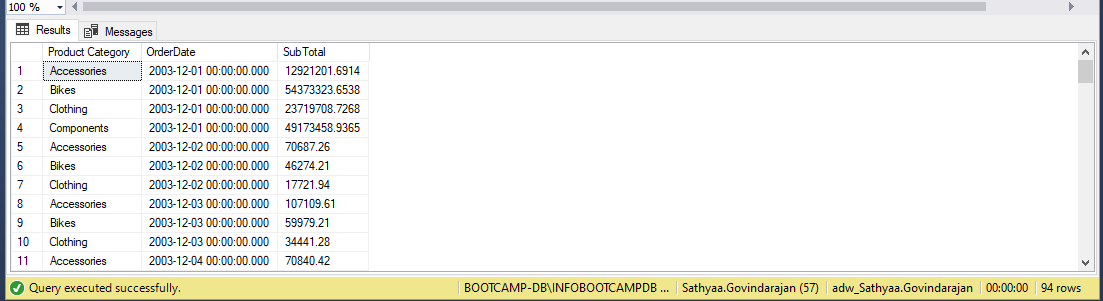 100 %
Results Messages
Product Category OrderDate SubTotal
1 Accessories 2003-12-01 00:00:00.000 12921201.6914
2 Bikes 2003-12-01 00:00:00.000 54373323.6538
3 Clothing 2003-12-01 00:00:00.000 23719708.7268
4 Components 2003-12-01 00:00:00.000 49173458.9365
5 Accessories 2003-12-02 00:00:00.000 70687.26
6 Bikes 2003-12-02 00:00:00.000 46274.21
7 Clothing 2003-12-02 00:00:00.000 17721.94
8 Accessories 2003-12-03 00:00:00.000 107109.61
9 Bikes 2003-12-03 00:00:00.000 59979.21
10 Clothing 2003-12-03 00:00:00.000 34441.28
11 Accessories 2003-12-04 00:00:00.000 70840.42
Query executed successfully. BOOTCAMP-DB\INFOBOOTCAMPDB ... Sathyaa.Govindarajan (57) adw_Sathyaa.Govindarajan 00:00:00 94 rows